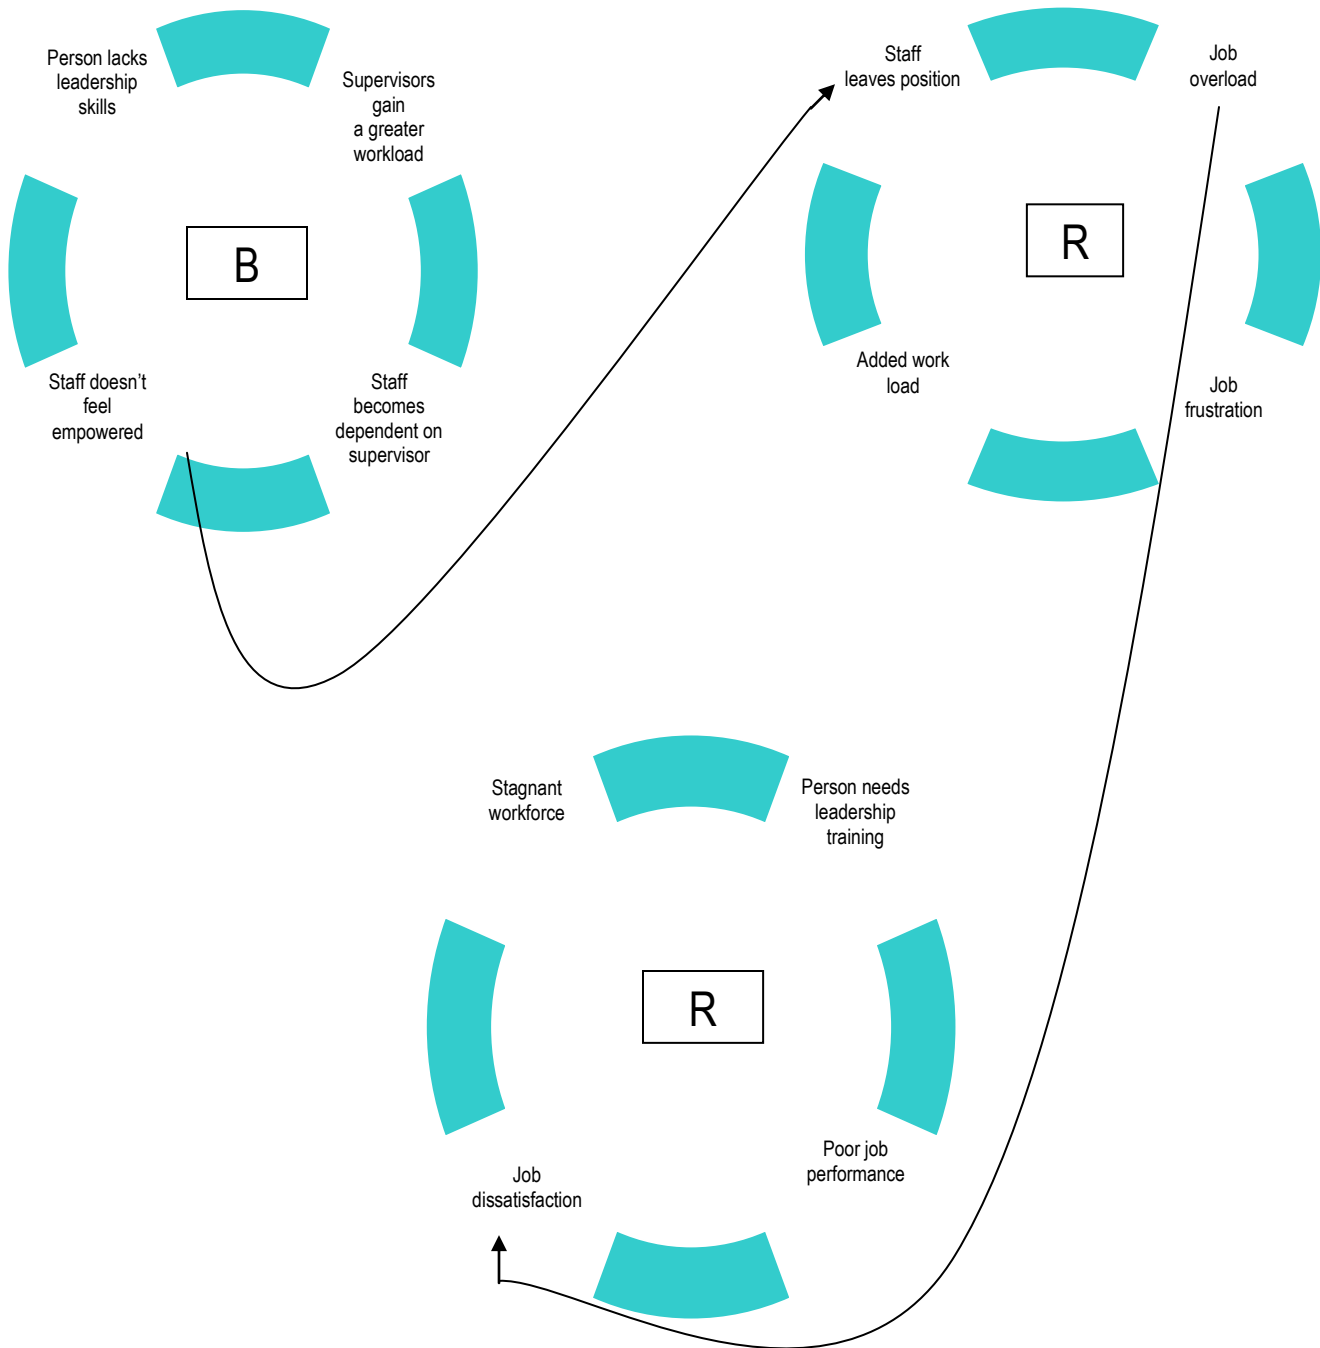 Person lacks
leadership
skills
Supervisors
gain
a greater
workload
B
Staff doesn’t
feel
empowered
Staff
becomes
dependent on
supervisor
Staff
leaves position
Job
overload
R
Added work
load
Job
frustration
Stagnant
workforce
Person needs
leadership
training
R
Job
dissatisfaction
Poor job
performance